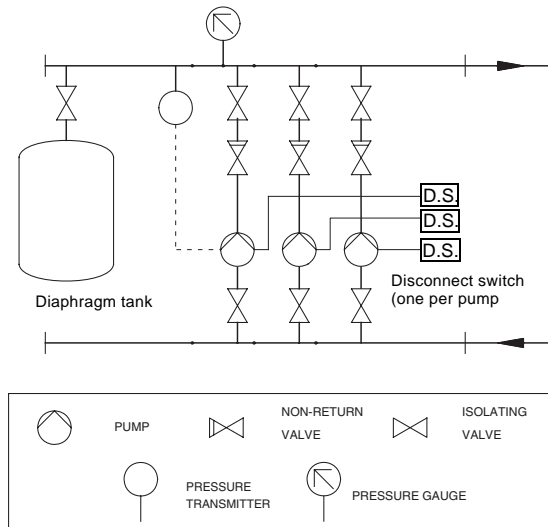 D.S.
D.S.
D.S.
Diaphragm tank
Disconnect switch
(one per pump
PUMP
NON-RETURN
VALVE
ISOLATING
VALVE
PRESSURE
TRANSMITTER
PRESSURE GAUGE